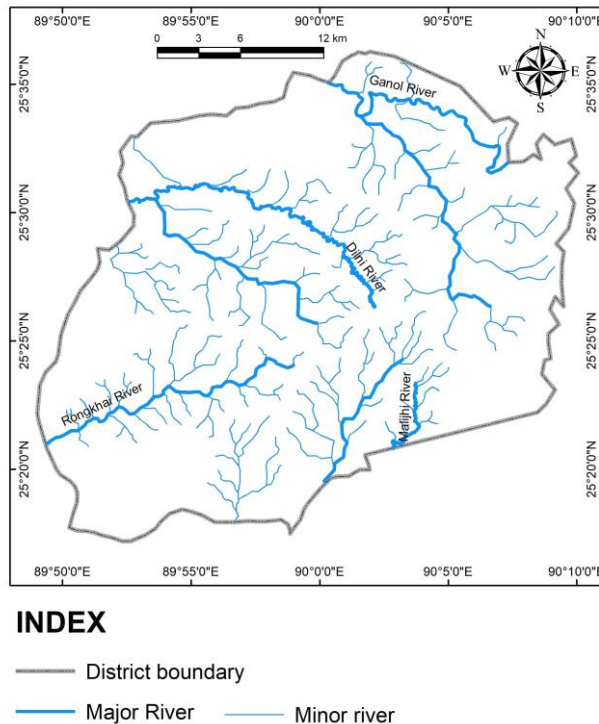 89°50'0"E 89°55'0"E 90°0'0"E 90°5'0"E 90°10'0"E
0 3 6 12 km
N
W E
S
25°35'0"N 25°35'0"N
Ganol River
25°30'0"N 25°30'0"N
Dilni River
25°25'0"N 25°25'0"N
Rongkhai River
Malijhi River
25°20'0"N 25°20'0"N
89°50'0"E 89°55'0"E 90°0'0"E 90°5'0"E 90°10'0"E
INDEX
District boundary
Major River Minor river